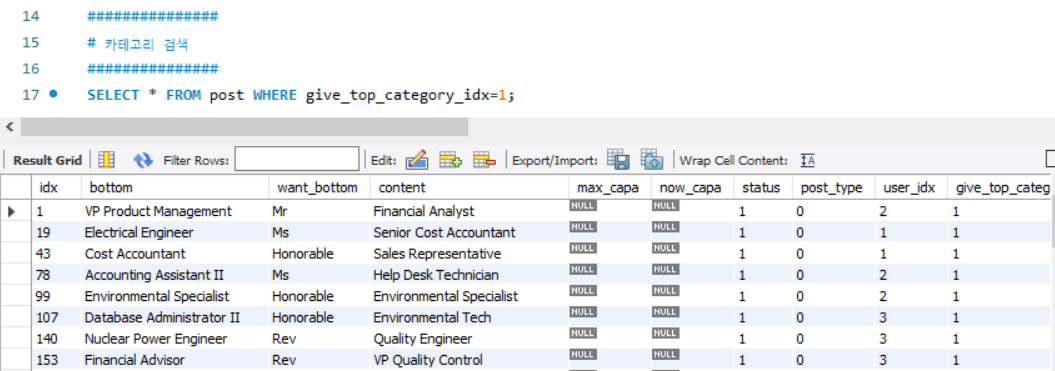 14 ###############
15 # 카테고리 검색
16 ###############
17 SELECT * FROM post WHERE give_top_category_idx=1;
Result Grid Filter Rows: Edit: Export/Import: Wrap Cell Content:
idx bottom want_bottom content max_capa now_capa status post_type user_idx give_top_categ
1 VP Product Management Mr Financial Analyst NULL NULL 1 0 2 1
19 Electrical Engineer Ms Senior Cost Accountant NULL NULL 1 0 1 1
43 Cost Accountant Honorable Sales Representative NULL NULL 1 0 1 1
78 Accounting Assistant II Ms Help Desk Technician NULL NULL 1 0 2 1
99 Environmental Specialist Honorable Environmental Specialist NULL NULL 1 0 2 1
107 Database Administrator II Honorable Environmental Tech NULL NULL 1 0 3 1
140 Nuclear Power Engineer Rev Quality Engineer NULL NULL 1 0 3 1
153 Financial Advisor Rev VP Quality Control NULL NULL 1 0 3 1